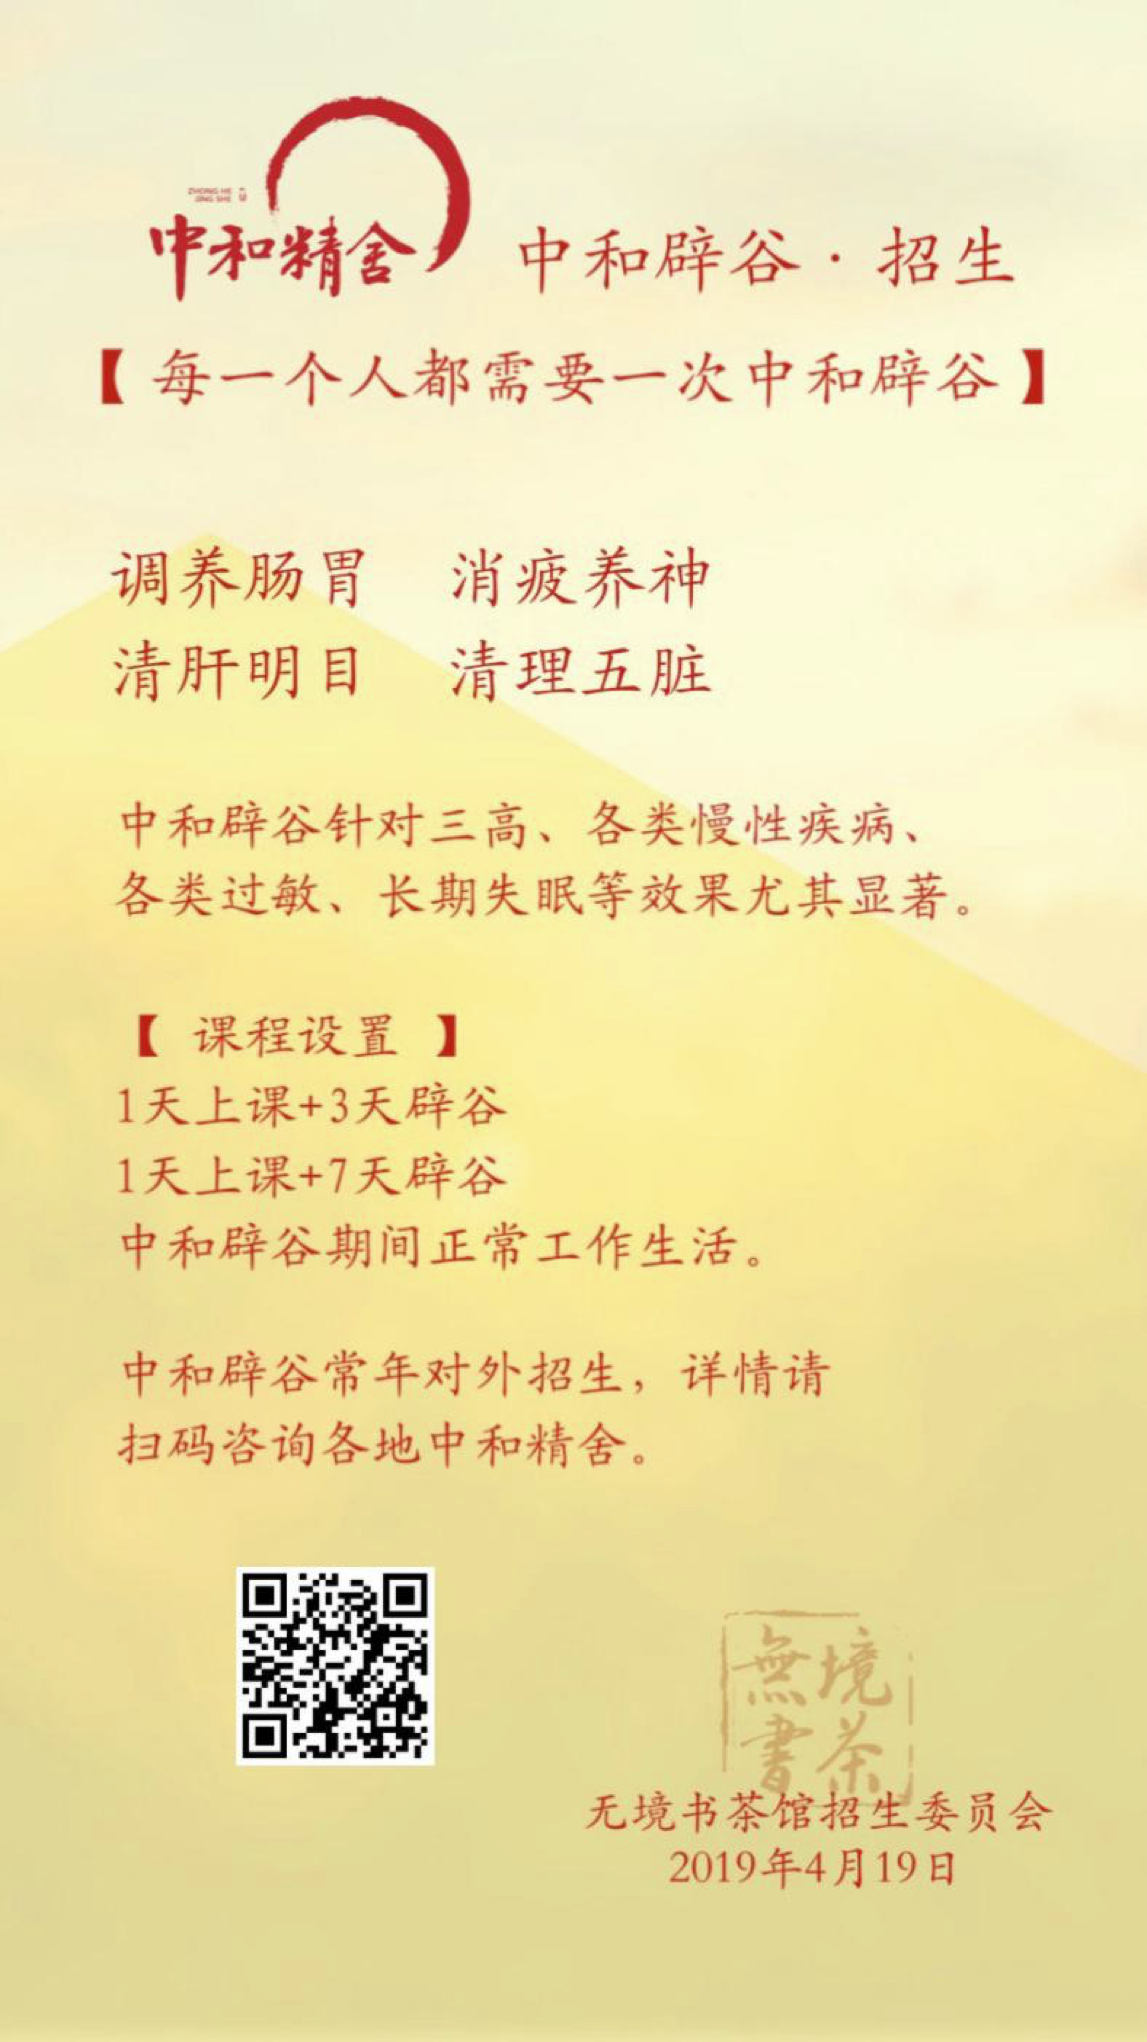 ZHONG HE
JING SHE
中和精舍
中和辟谷·招生
【每一个人都需要一次中和辟谷】
调养肠胃 消疲养神
清肝明目 清理五脏
中和辟谷针对三高、各类慢性疾病、
各类过敏、长期失眠等效果尤其显著。
【 课程设置 】
1天上课+3天辟谷
1天上课+7天辟谷
中和辟谷期间正常工作生活。
中和辟谷常年对外招生，详情请
扫码咨询各地中和精舍。
無境
書茶
无境书茶馆招生委员会
2019年4月19日